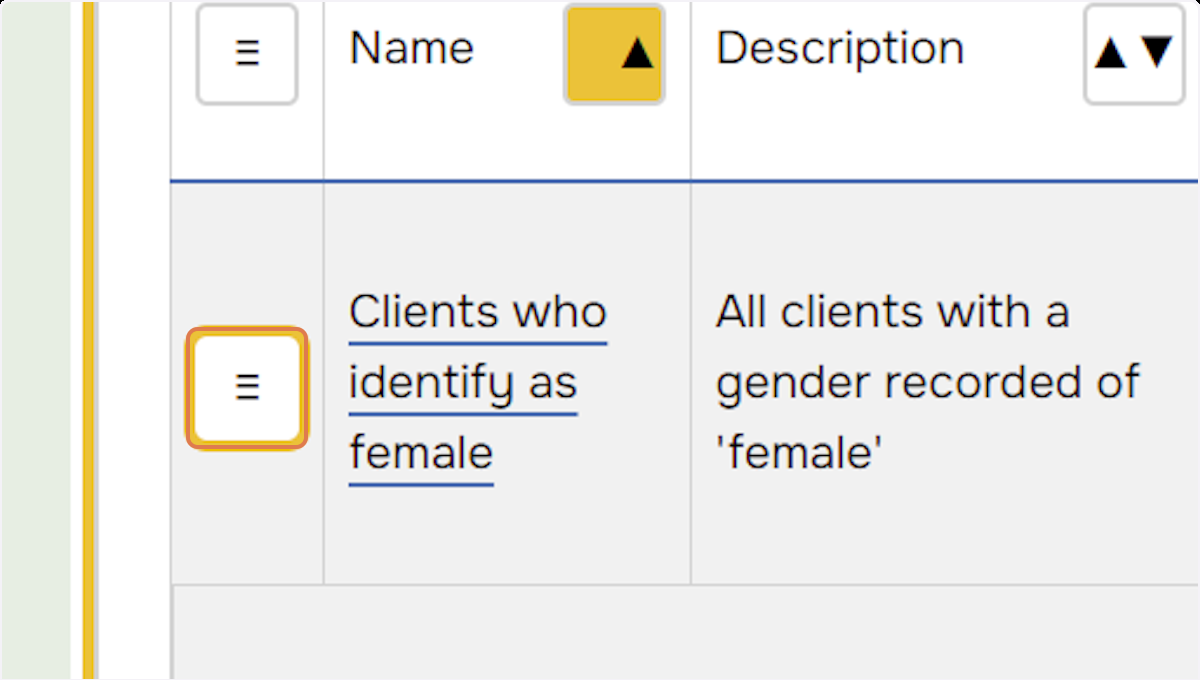 Name
Description
Clients who
identify as
female
All clients with a
gender recorded of
'female'